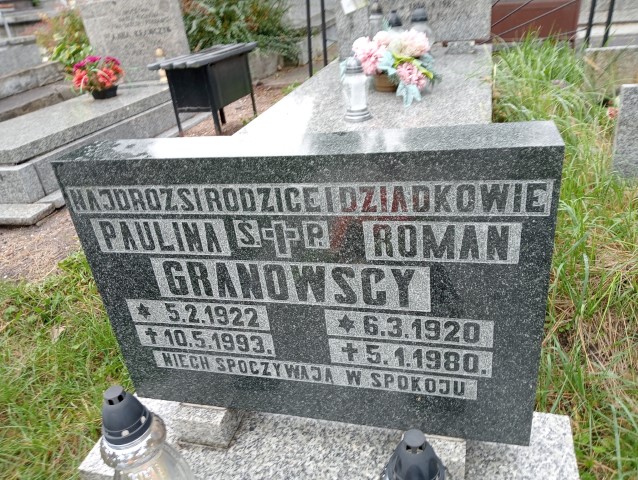 NAJDROŻSI RODZICE I DZIADKOWIE
PAULINA Ś.†P. ROMAN
GRANOWSCY
* 5.2.1922 * 6.3.1920
† 10.5.1993. † 5.1.1980.
NIECH SPOCZYWAJĄ W SPOKOJU